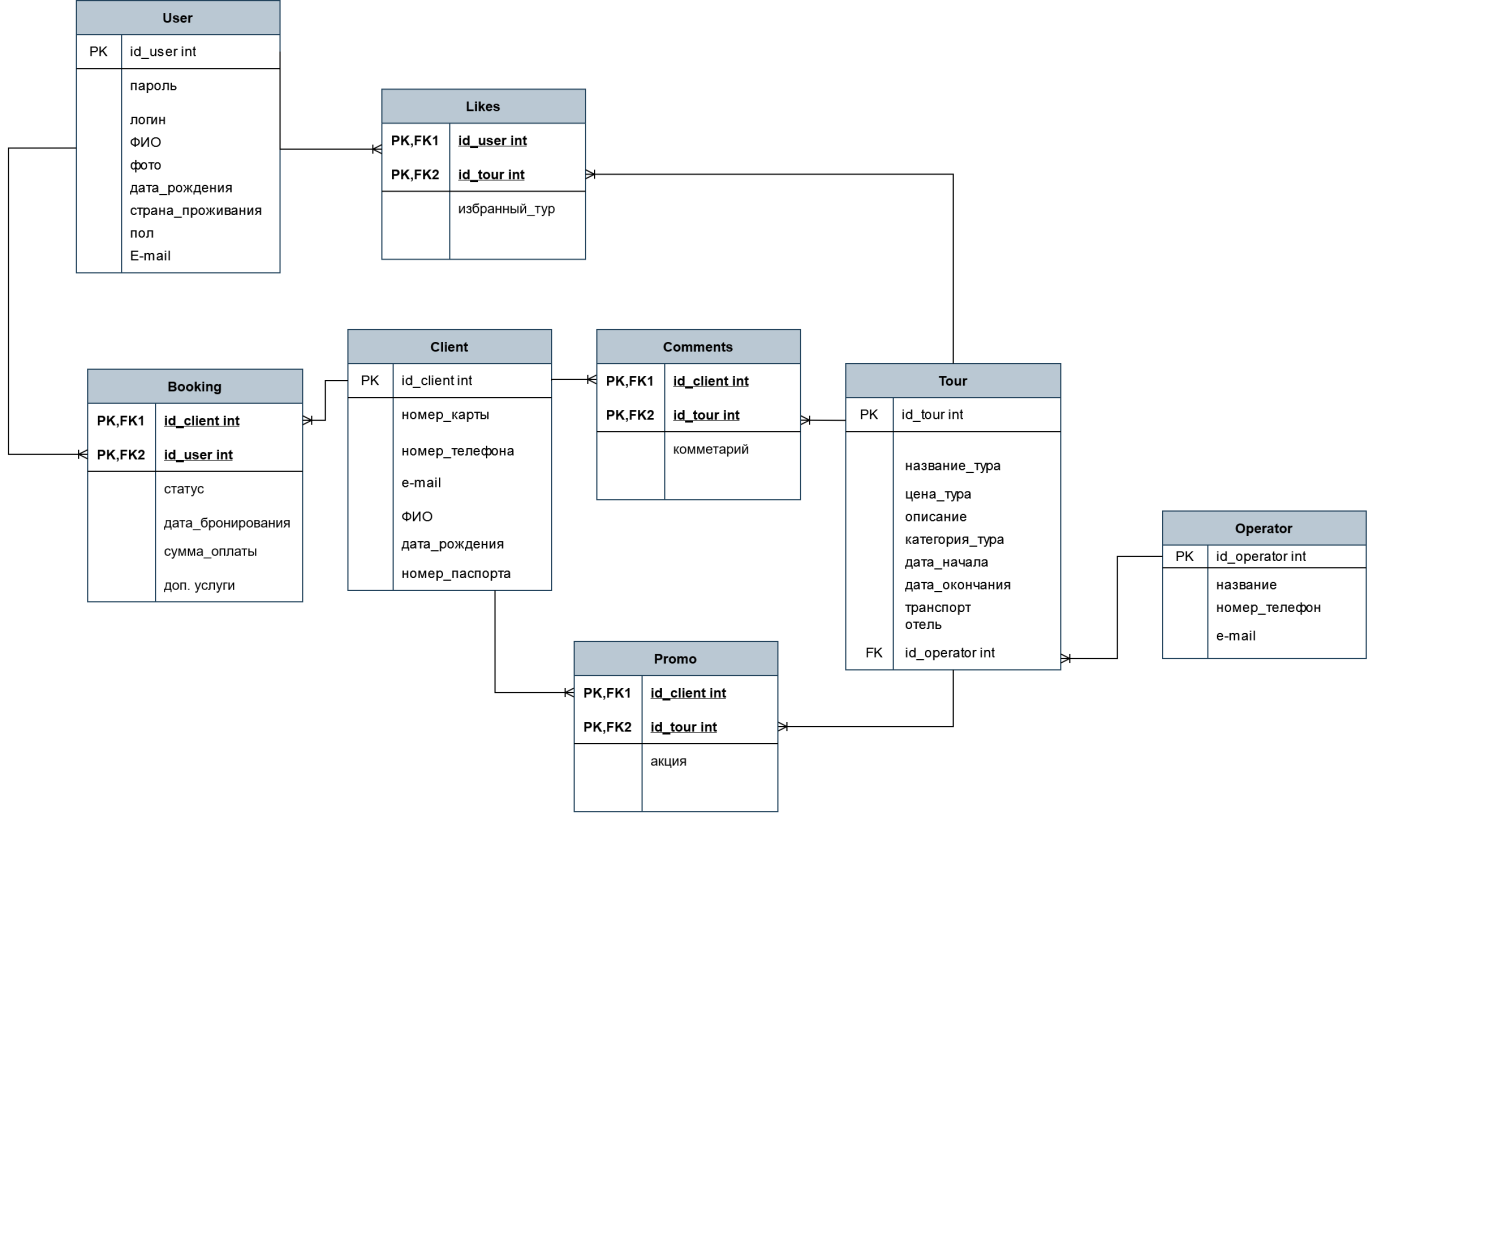 User
PK id_user int
пароль
логин
ФИО
фото
дата_рождения
страна_проживания
пол
E-mail
Likes
PK,FK1 id_user int
PK,FK2 id_tour int
избранный_тур
Booking
PK,FK1 id_client int
PK,FK2 id_user int
статус
дата_бронирования
сумма_оплаты
доп. услуги
Client
PK id_client int
номер_карты
номер_телефона
e-mail
ФИО
дата_рождения
номер_паспорта
Comments
PK,FK1 id_client int
PK,FK2 id_tour int
комметарий
Tour
PK id_tour int
название_тура
цена_тура
описание
категория_тура
дата_начала
дата_окончания
транспорт
отель
FK id_operator int
Operator
PK id_operator int
название
номер_телефон
e-mail
Promo
PK,FK1 id_client int
PK,FK2 id_tour int
акция